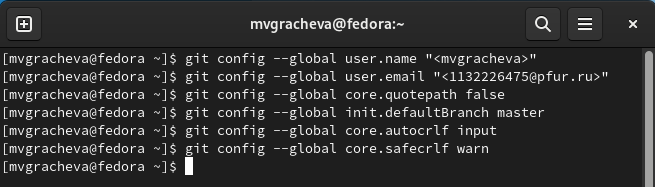 mvgracheva@fedora:~
[mvgracheva@fedora ~]$ git config --global user.name "<mvgracheva>"
[mvgracheva@fedora ~]$ git config --global user.email "<1132226475@pfur.ru>"
[mvgracheva@fedora ~]$ git config --global core.quotepath false
[mvgracheva@fedora ~]$ git config --global init.defaultBranch master
[mvgracheva@fedora ~]$ git config --global core.autocrlf input
[mvgracheva@fedora ~]$ git config --global core.safecrlf warn
[mvgracheva@fedora ~]$